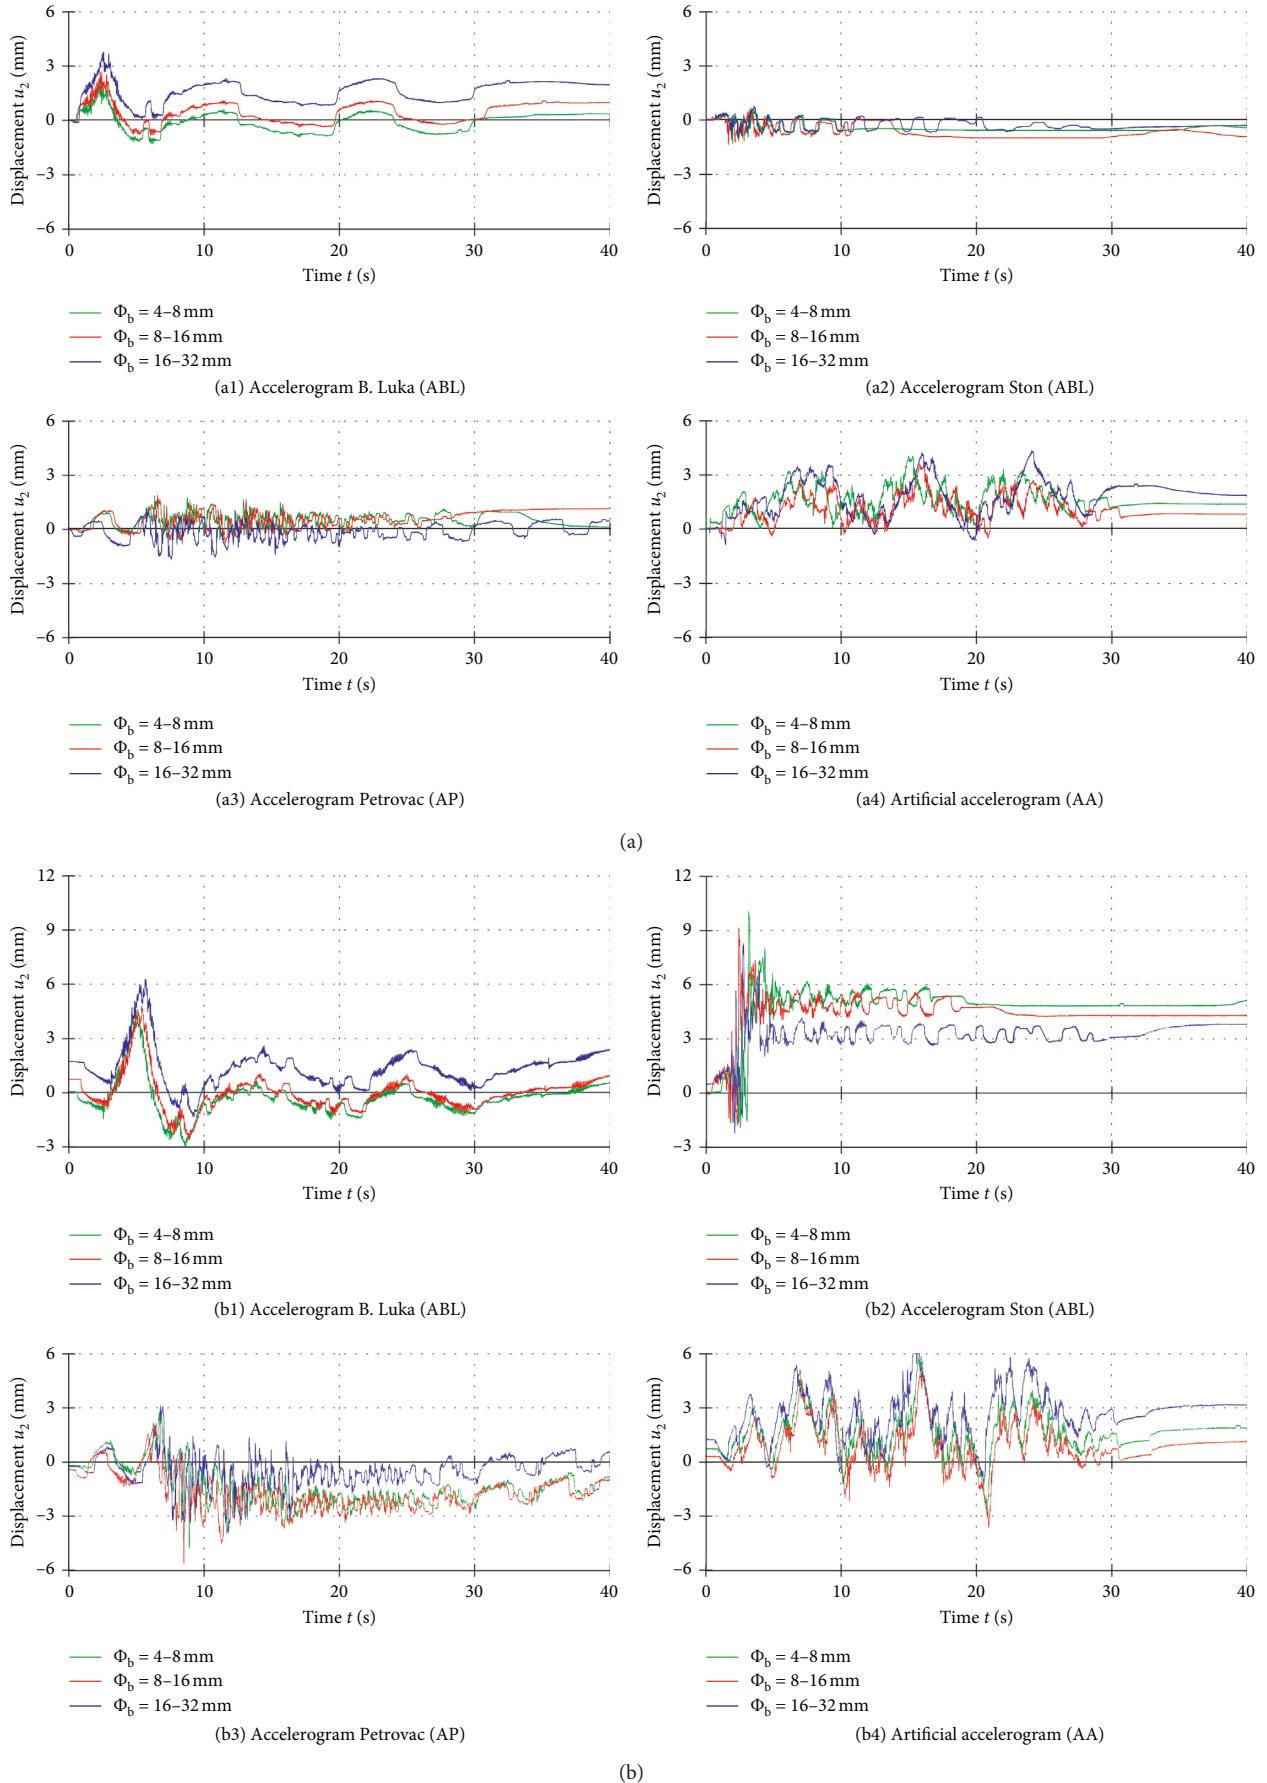 6
3
0
−3
−6
Displacement u2 (mm)
0
10
20
30
40
Time t (s)
Φb = 4–8 mm
Φb = 8–16 mm
Φb = 16–32 mm
(a1) Accelerogram B. Luka (ABL)
6
3
0
−3
−6
Displacement u2 (mm)
0
10
20
30
40
Time t (s)
Φb = 4–8 mm
Φb = 8–16 mm
Φb = 16–32 mm
(a2) Accelerogram Ston (ABL)
6
3
0
−3
−6
Displacement u2 (mm)
0
10
20
30
40
Time t (s)
Φb = 4–8 mm
Φb = 8–16 mm
Φb = 16–32 mm
(a3) Accelerogram Petrovac (AP)
6
3
0
−3
−6
Displacement u2 (mm)
0
10
20
30
40
Time t (s)
Φb = 4–8 mm
Φb = 8–16 mm
Φb = 16–32 mm
(a4) Artificial accelerogram (AA)
(a)
12
9
6
3
0
−3
Displacement u2 (mm)
0
10
20
30
40
Time t (s)
Φb = 4–8 mm
Φb = 8–16 mm
Φb = 16–32 mm
(b1) Accelerogram B. Luka (ABL)
12
9
6
3
0
−3
Displacement u2 (mm)
0
10
20
30
40
Time t (s)
Φb = 4–8 mm
Φb = 8–16 mm
Φb = 16–32 mm
(b2) Accelerogram Ston (ABL)
6
3
0
−3
−6
Displacement u2 (mm)
0
10
20
30
40
Time t (s)
Φb = 4–8 mm
Φb = 8–16 mm
Φb = 16–32 mm
(b3) Accelerogram Petrovac (AP)
6
3
0
−3
−6
Displacement u2 (mm)
0
10
20
30
40
Time t (s)
Φb = 4–8 mm
Φb = 8–16 mm
Φb = 16–32 mm
(b4) Artificial accelerogram (AA)
(b)